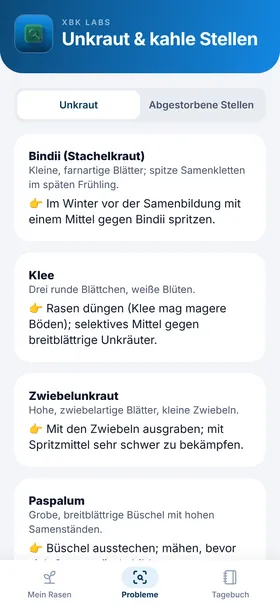 XBK LABS
Unkraut & kahle Stellen
Unkraut
Abgestorbene Stellen
Bindii (Stachelkraut)
Kleine, farnartige Blätter; spitze Samenkletten
im späten Frühling.
👉 Im Winter vor der Samenbildung mit
einem Mittel gegen Bindii spritzen.
Klee
Drei runde Blättchen, weiße Blüten.
👉 Rasen düngen (Klee mag magere
Böden); selektives Mittel gegen
breitblättrige Unkräuter.
Zwiebelunkraut
Hohe, zwiebelartige Blätter, kleine Zwiebeln.
👉 Mit den Zwiebeln ausgraben; mit
Spritzmittel sehr schwer zu bekämpfen.
Paspalum
Grobe, breitblättrige Büschel mit hohen
Samenständen.
👉 Büschel ausstechen; mähen, bevor
Mein Rasen
Probleme
Tagebuch